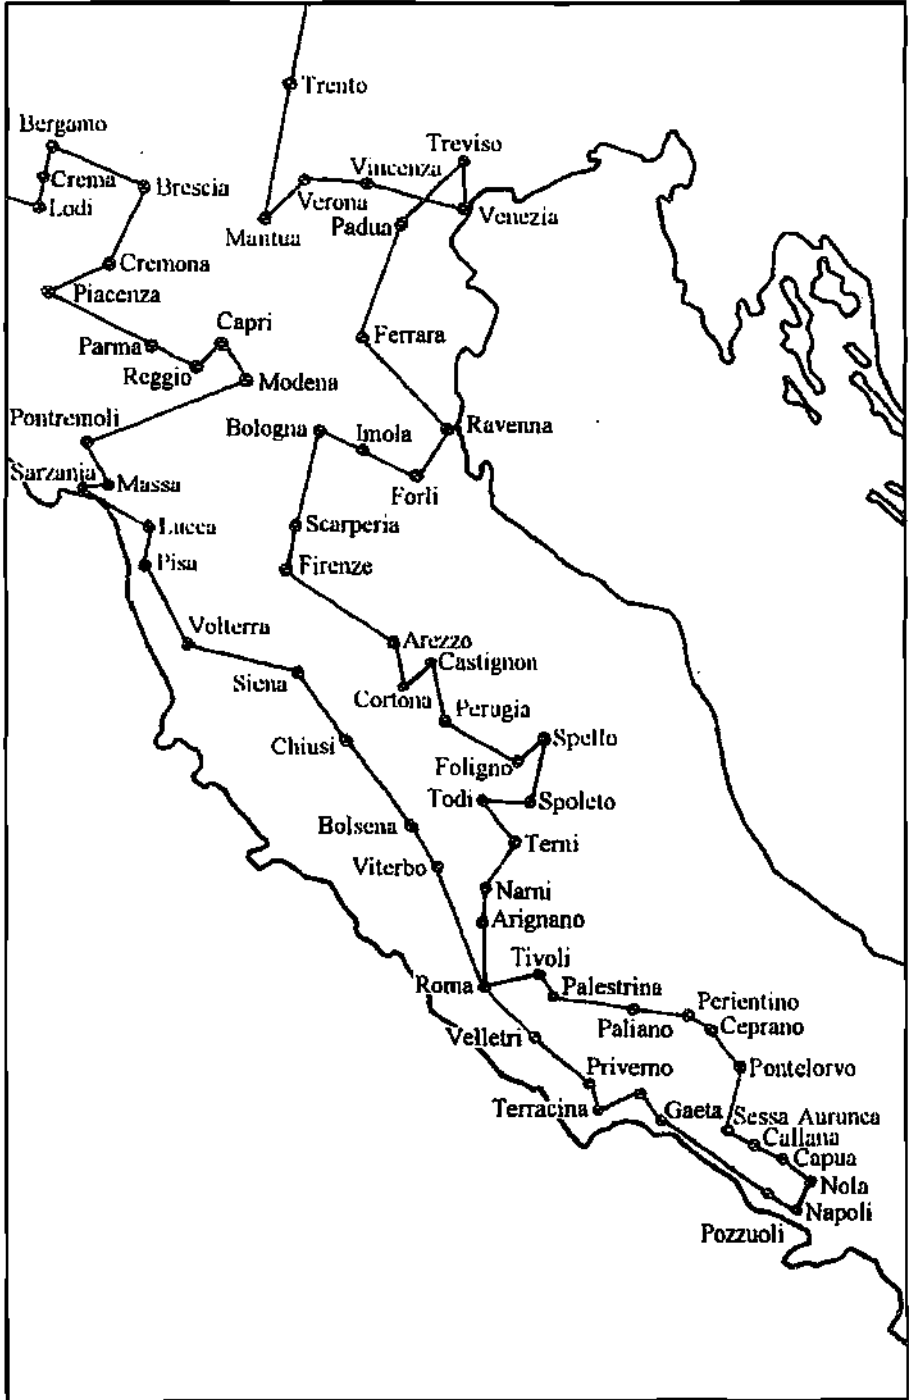 Trento
Bergamo
Treviso
Vincenza
Crema
Brescia
Verona
Lodi
Venezia
Padua
Mantua
Cremona
Piacenza
Capri
Ferrara
Parma
Reggio
Modena
Pontremoli
Bologna
Imola
Ravenna
Sarzania
Massa
Forli
Lucca
Scarperia
Pisa
Firenze
Volterra
Arezzo
Castignon
Siena
Cortona
Perugia
Chiusi
Spello
Foligno
Todi
Spoleto
Bolsena
Terni
Viterbo
Narni
Arignano
Tivoli
Roma
Palestrina
Perientino
Paliano
Ceprano
Velletri
Priverno
Pontelorvo
Terracina
Gaeta
Sessa Aurunca
Callana
Capua
Nola
Napoli
Pozzuoli